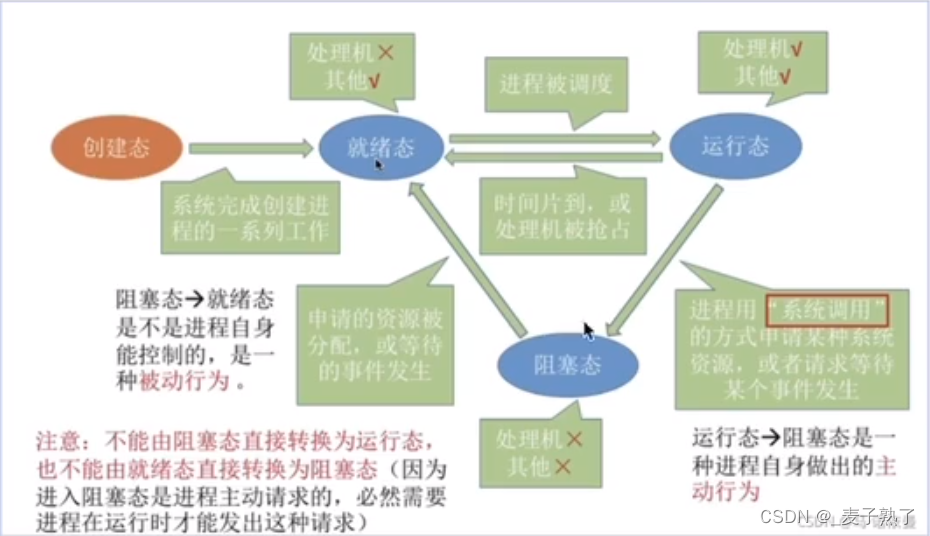 处理机×
其他√
进程被调度
处理机√
其他√
创建态
就绪态
运行态
系统完成创建进
程的一系列工作
时间片到，或
处理机被抢占
阻塞态→就绪态
是不是进程自身
能控制的，是一
种被动行为。
申请的资源被
分配，或等待
的事件发生
进程用“系统调用”
的方式申请某种系统
资源，或者请求等待
某个事件发生
阻塞态
处理机×
其他×
注意：不能由阻塞态直接转换为运行态，
也不能由就绪态直接转换为阻塞态（因为
进入阻塞态是进程主动请求的，必然需要
进程在运行时才能发出这种请求）
运行态→阻塞态是一
种进程自身做出的主
动行为
CSDN @ 麦子熟了